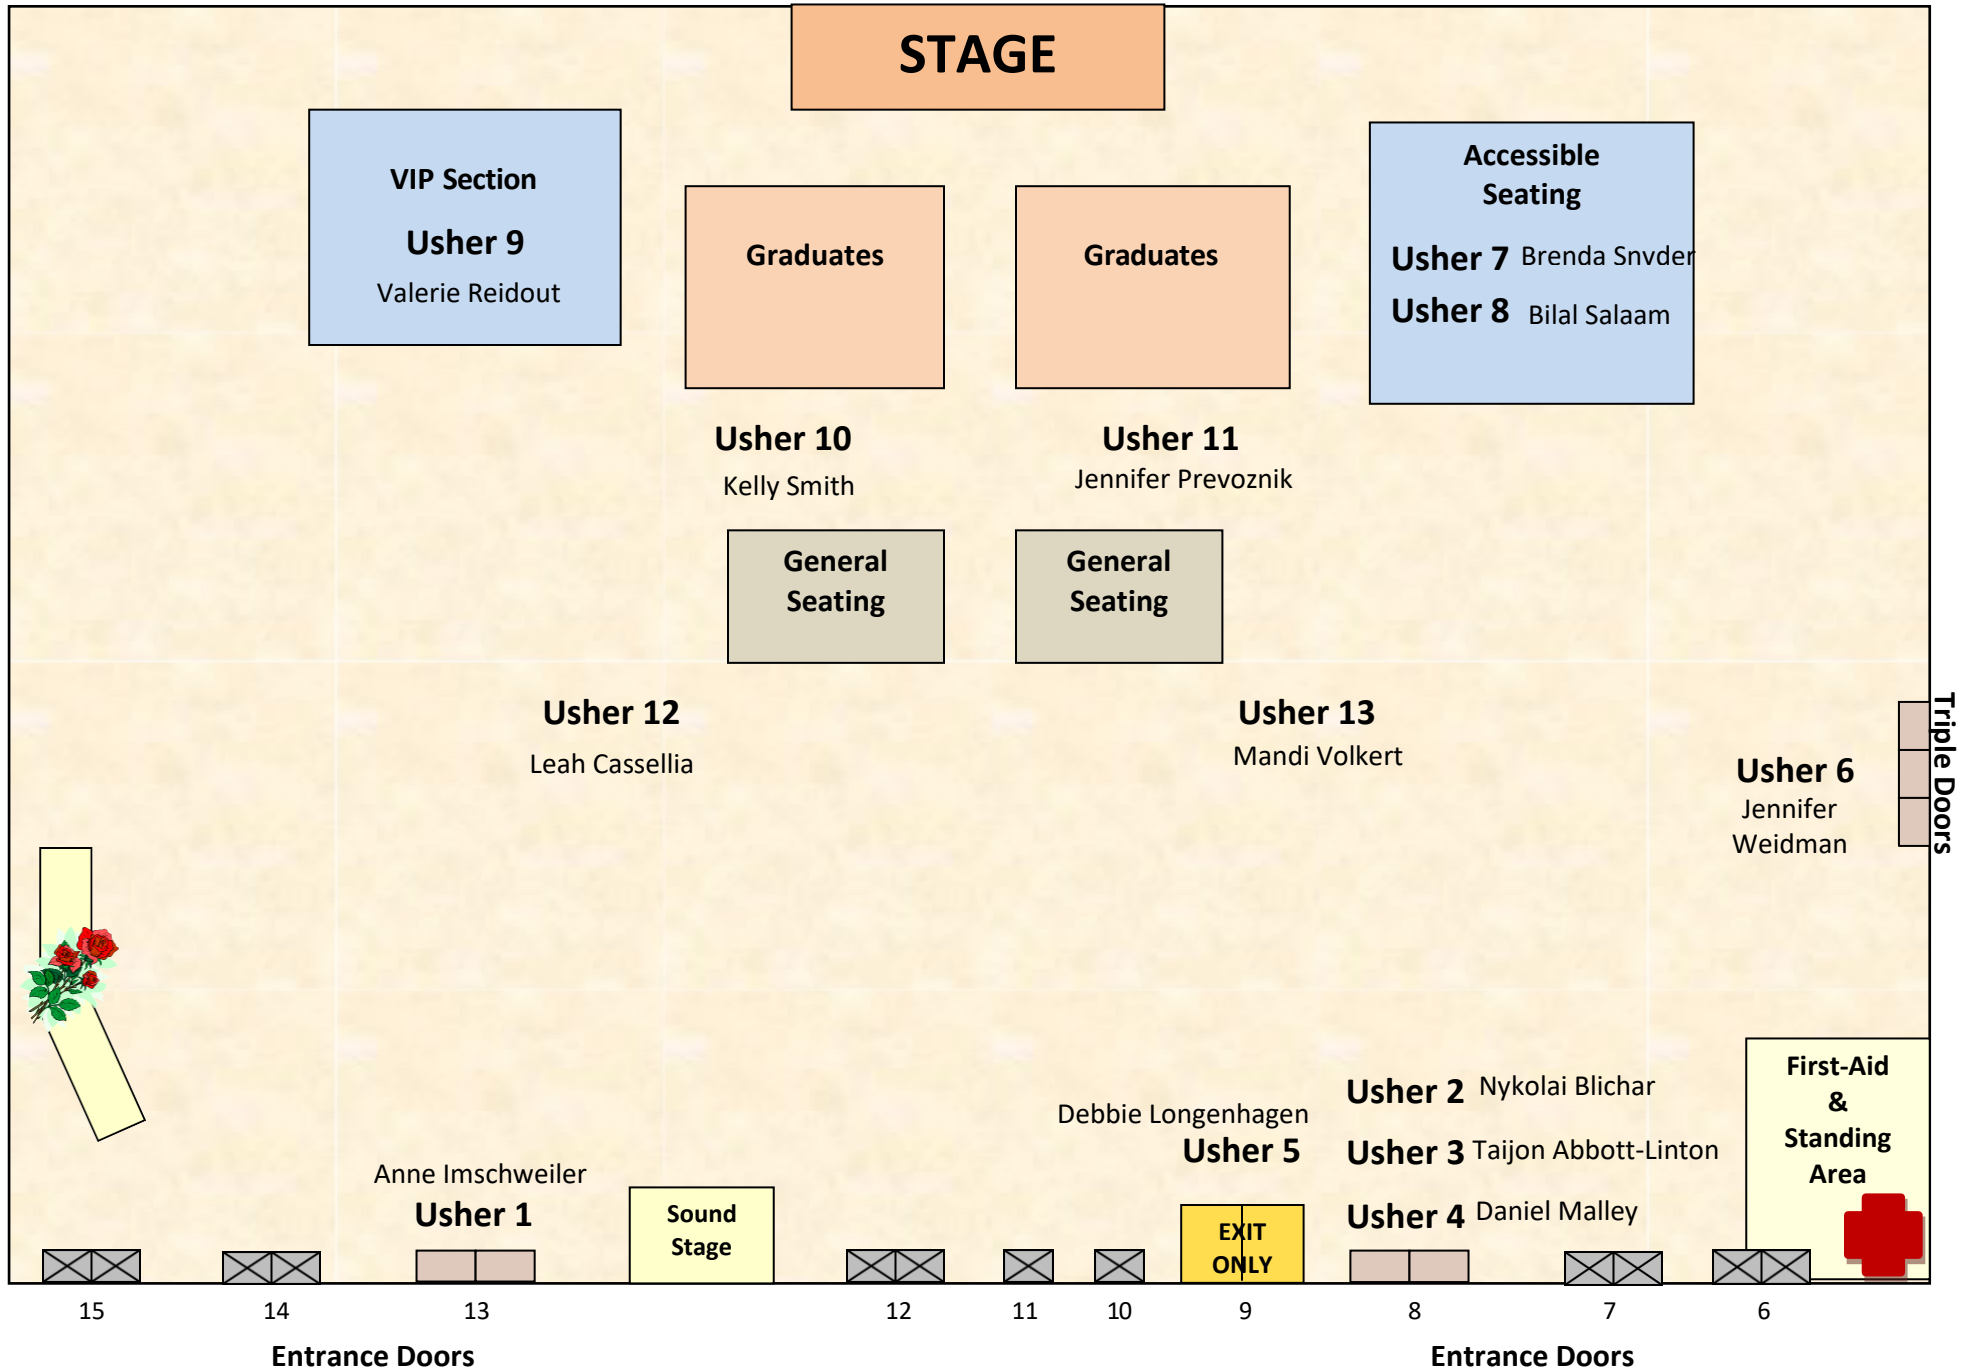 STAGE
VIP Section
Usher 9
Valerie Reidout
Graduates
Graduates
Accessible
Seating
Usher 7 Brenda Snyder
Usher 8 Bilal Salaam
Usher 10
Kelly Smith
Usher 11
Jennifer Prevoznik
General
Seating
General
Seating
Usher 12
Leah Cassellia
Usher 13
Mandi Volkert
Usher 6
Jennifer
Weidman
Triple Doors
Anne Imschweiler
Usher 1
Sound
Stage
Debbie Longenhagen
Usher 5
EXIT
ONLY
Usher 2 Nykolai Blichar
Usher 3 Taijon Abbott-Linton
Usher 4 Daniel Malley
First-Aid
&
Standing
Area
15 14 13 12 11 10 9 8 7 6
Entrance Doors
Entrance Doors